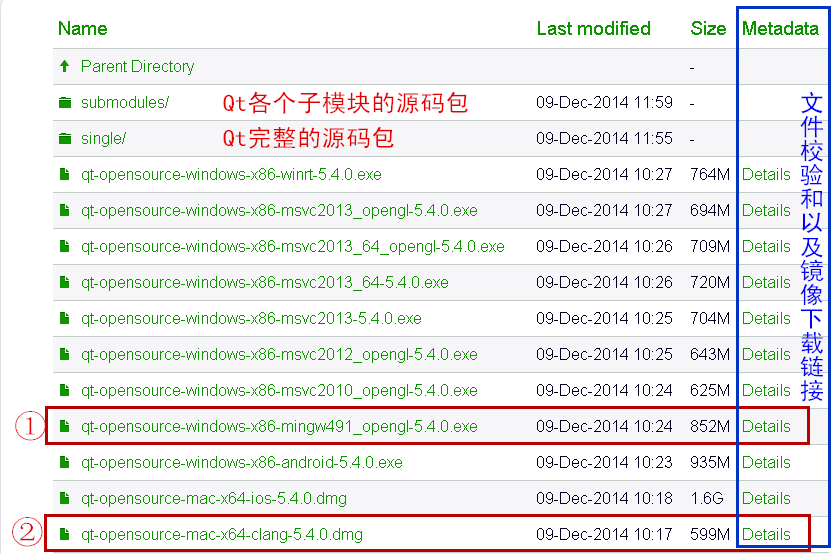 Name Last modified Size Metadata
Parent Directory -
submodules/ Qt各个子模块的源码包 09-Dec-2014 11:59 -
single/ Qt完整的源码包 09-Dec-2014 11:55 -
qt-opensource-windows-x86-winrt-5.4.0.exe 09-Dec-2014 10:27 764M Details
qt-opensource-windows-x86-msvc2013_opengl-5.4.0.exe 09-Dec-2014 10:27 694M Details
qt-opensource-windows-x86-msvc2013_64_opengl-5.4.0.exe 09-Dec-2014 10:26 709M Details
qt-opensource-windows-x86-msvc2013_64-5.4.0.exe 09-Dec-2014 10:26 720M Details
qt-opensource-windows-x86-msvc2013-5.4.0.exe 09-Dec-2014 10:25 704M Details
qt-opensource-windows-x86-msvc2012_opengl-5.4.0.exe 09-Dec-2014 10:25 643M Details
qt-opensource-windows-x86-msvc2010_opengl-5.4.0.exe 09-Dec-2014 10:24 625M Details
① qt-opensource-windows-x86-mingw491_opengl-5.4.0.exe 09-Dec-2014 10:24 852M Details
qt-opensource-windows-x86-android-5.4.0.exe 09-Dec-2014 10:23 935M Details
qt-opensource-mac-x64-ios-5.4.0.dmg 09-Dec-2014 10:18 1.6G Details
② qt-opensource-mac-x64-clang-5.4.0.dmg 09-Dec-2014 10:17 599M Details
文件校验和以及镜像下载链接